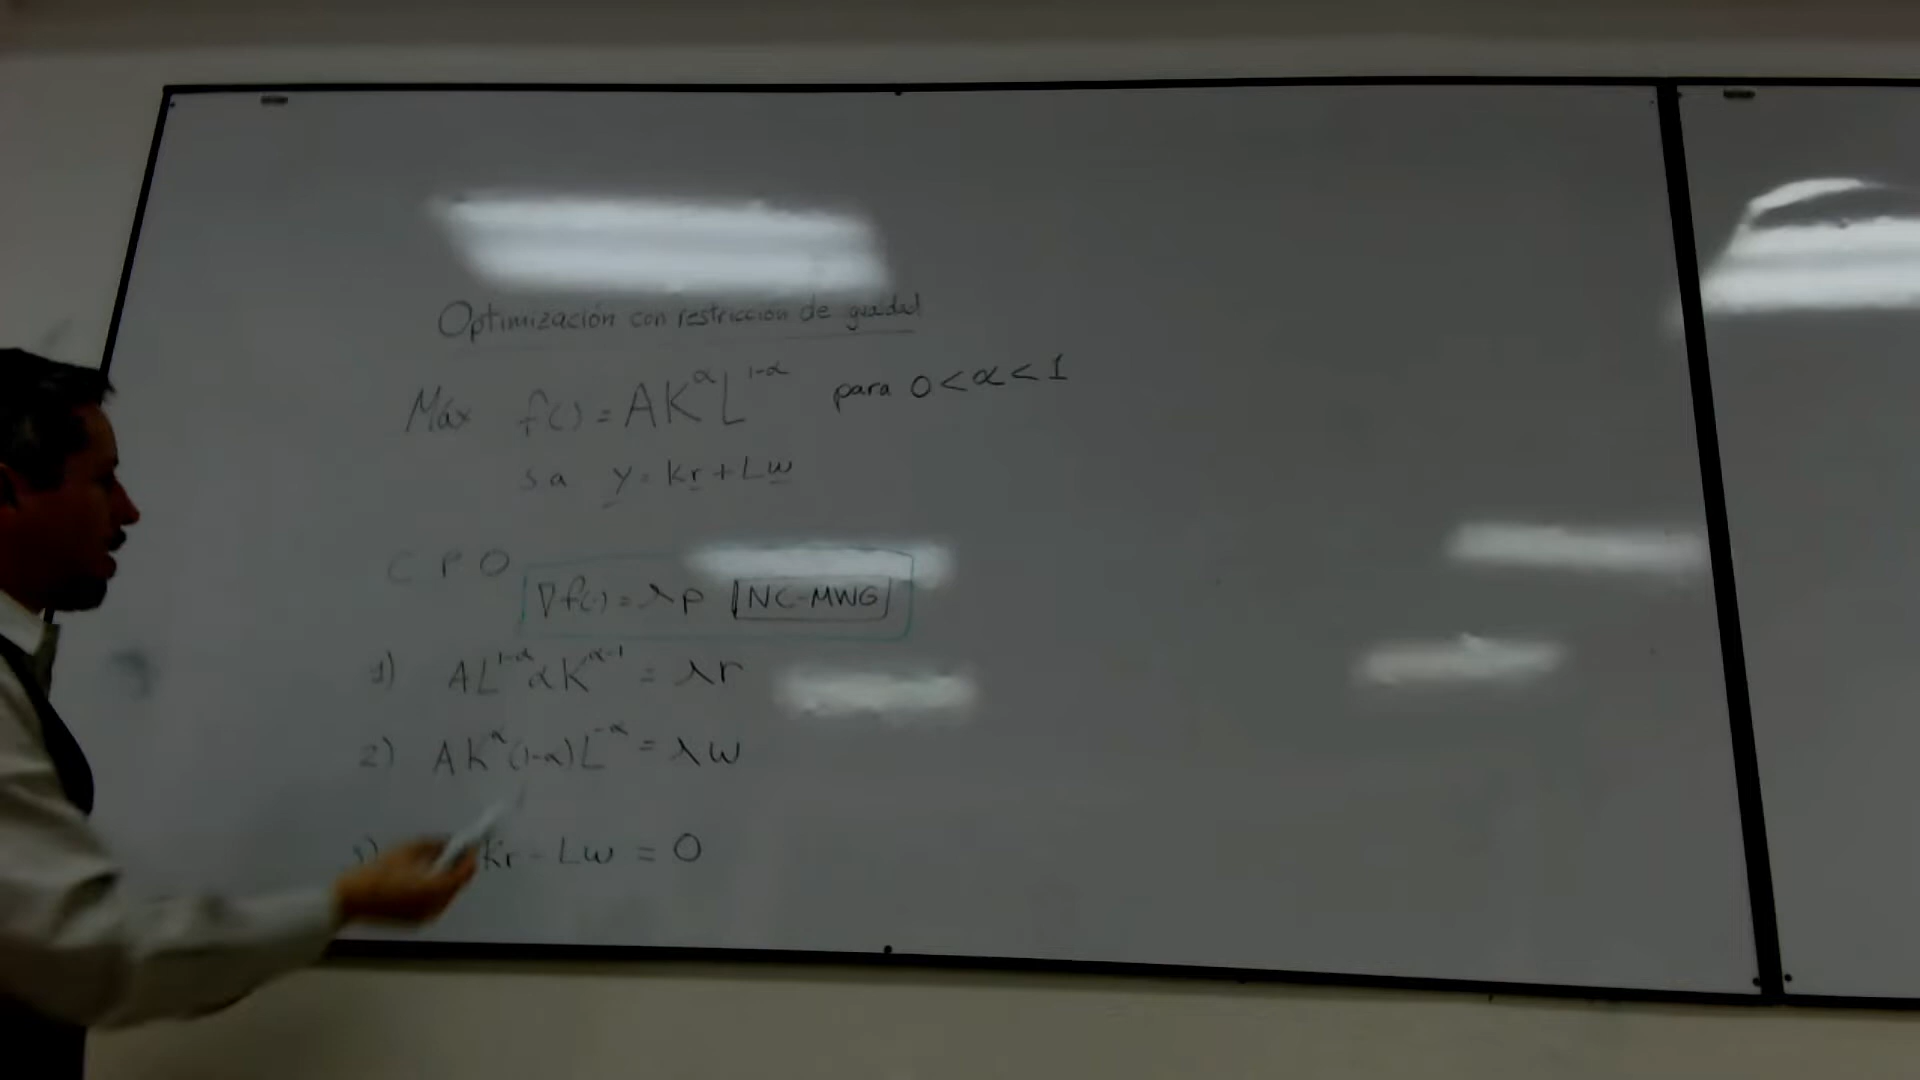 Optimización con restricción de igualdad
Máx f(·) = AK^α L^(1-α) para 0 < α < 1
s a y = Kr + Lw
C P O
∇f(·) = λp NC-MWG
1) AL^(1-α) αK^(α-1) = λr
2) AK^α (1-α)L^(-α) = λw
3) Kr - Lw = 0